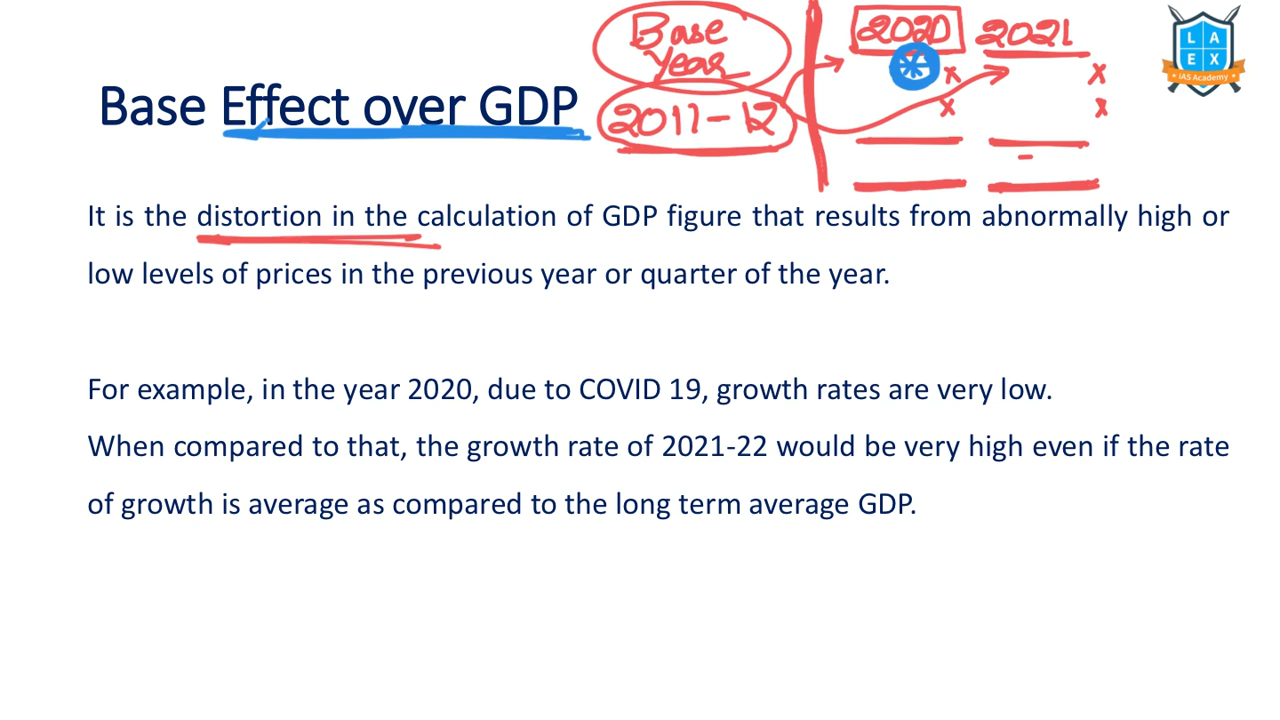 Base
Year
2020 2021
2011-12
x x
x x
L A
E X
IAS Academy
Base Effect over GDP
It is the distortion in the calculation of GDP figure that results from abnormally high or
low levels of prices in the previous year or quarter of the year.
For example, in the year 2020, due to COVID 19, growth rates are very low.
When compared to that, the growth rate of 2021-22 would be very high even if the rate
of growth is average as compared to the long term average GDP.